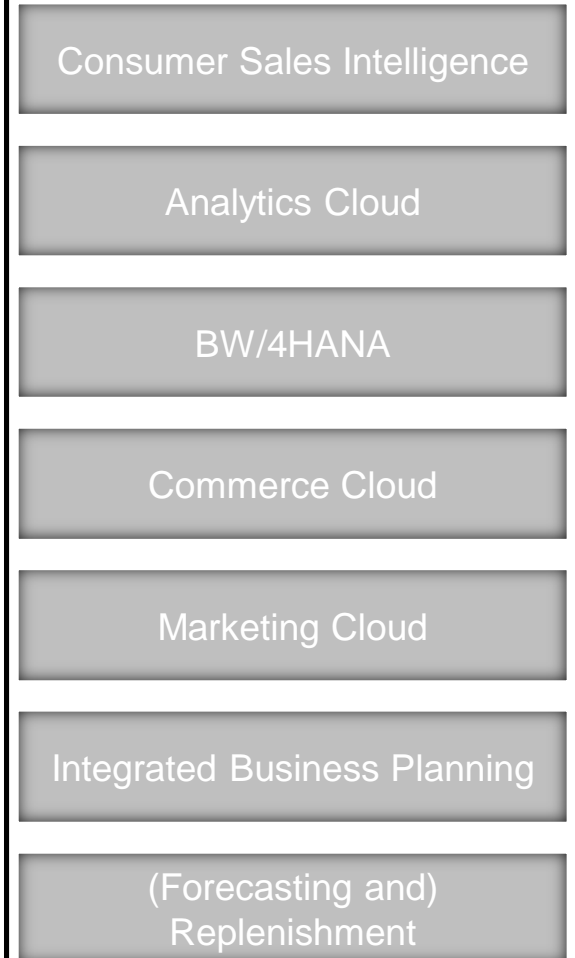 Consumer Sales Intelligence
Analytics Cloud
BW/4HANA
Commerce Cloud
Marketing Cloud
Integrated Business Planning
(Forecasting and)
Replenishment